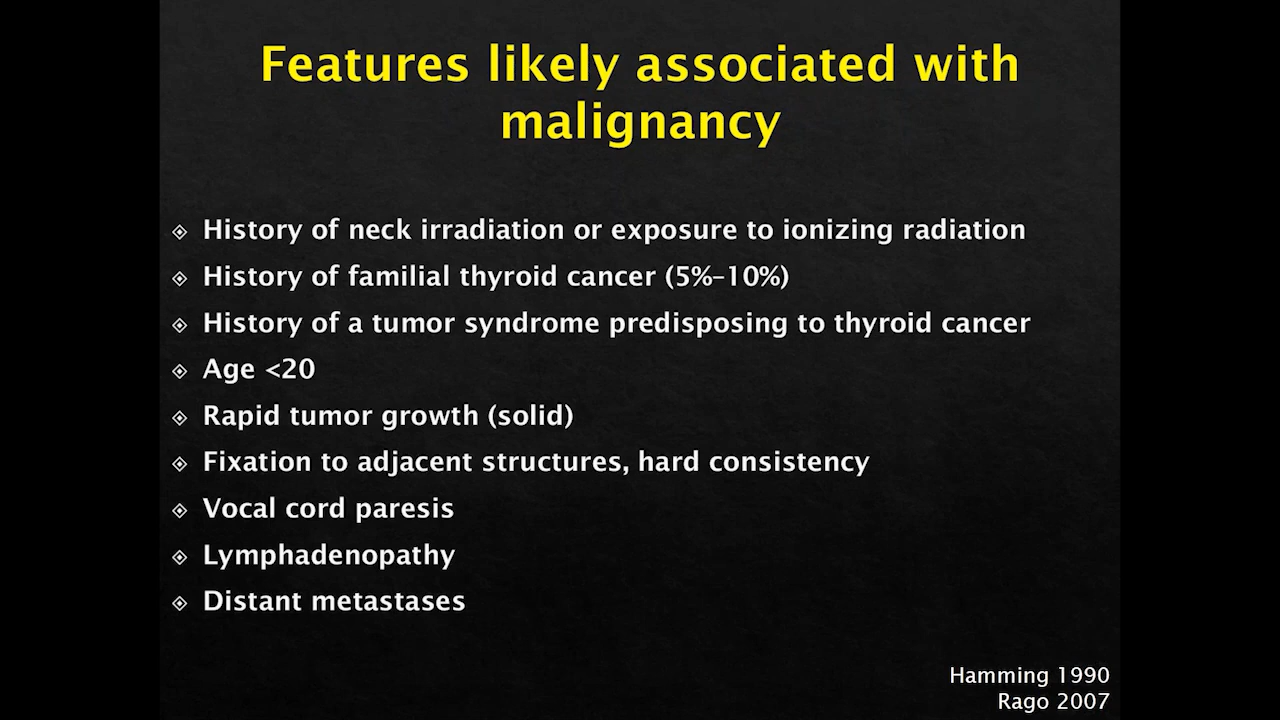 Features likely associated with
malignancy
History of neck irradiation or exposure to ionizing radiation
History of familial thyroid cancer (5%–10%)
History of a tumor syndrome predisposing to thyroid cancer
Age <20
Rapid tumor growth (solid)
Fixation to adjacent structures, hard consistency
Vocal cord paresis
Lymphadenopathy
Distant metastases
Hamming 1990
Rago 2007